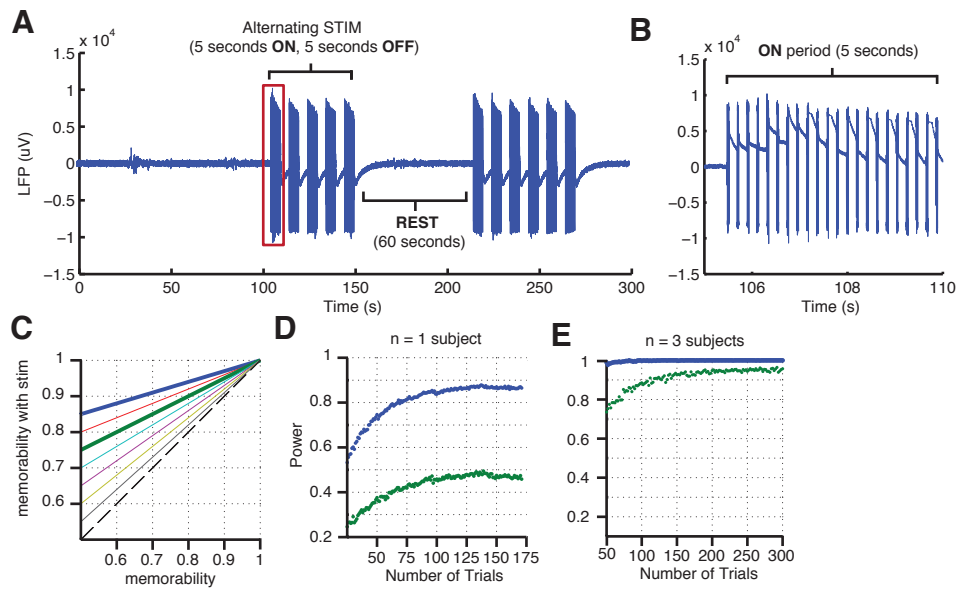 A
Alternating STIM
(5 seconds ON, 5 seconds OFF)
x 10^4
1.5
1
0.5
0
−0.5
−1
−1.5
LFP (uV)
REST
(60 seconds)
0
50
100
150
200
250
300
Time (s)
B
ON period (5 seconds)
x 10^4
1.5
1
0.5
0
−0.5
−1
−1.5
106
108
110
Time (s)
C
memorability with stim
1
0.9
0.8
0.7
0.6
0.6
0.7
0.8
0.9
1
memorability
D
n = 1 subject
Power
1
0.8
0.6
0.4
0.2
50
75
100
125
150
175
Number of Trials
E
n = 3 subjects
1
0.8
0.6
0.4
0.2
50
100
150
200
250
300
Number of Trials